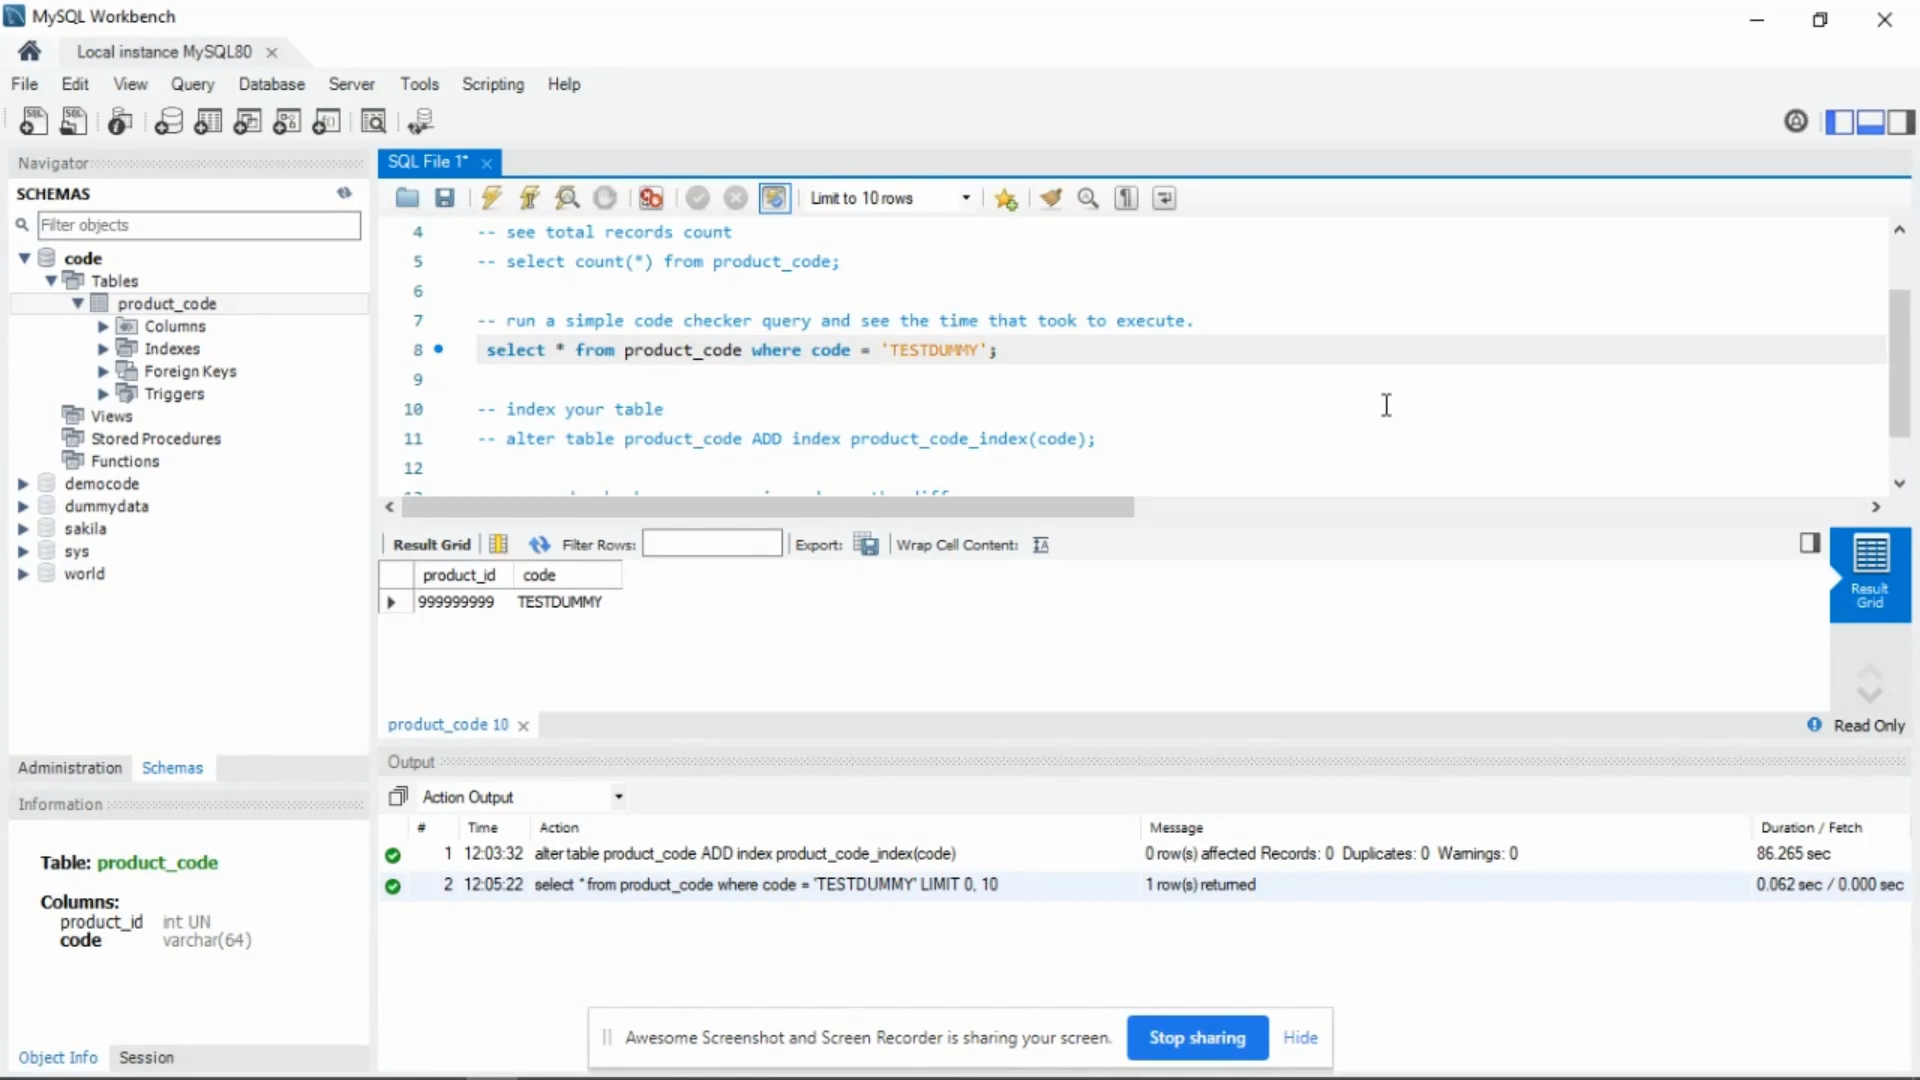 MySQL Workbench
Local instance MySQL80
File Edit View Query Database Server Tools Scripting Help
Navigator
SCHEMAS
Filter objects
code
Tables
product_code
Columns
Indexes
Foreign Keys
Triggers
Views
Stored Procedures
Functions
democode
dummydata
sakila
sys
world
Administration Schemas
Information
Table: product_code
Columns:
product_id int UN
code varchar(64)
Object Info Session
SQL File 1*
Limit to 10 rows
4 -- see total records count
5 -- select count(*) from product_code;
6
7 -- run a simple code checker query and see the time that took to execute.
8 select * from product_code where code = 'TESTDUMMY';
9
10 -- index your table
11 -- alter table product_code ADD index product_code_index(code);
12
Result Grid Filter Rows: Export: Wrap Cell Content:
product_id code
999999999 TESTDUMMY
Result
Grid
product_code 10
Read Only
Output
Action Output
# Time Action Message Duration / Fetch
1 12:03:32 alter table product_code ADD index product_code_index(code) 0 row(s) affected Records: 0 Duplicates: 0 Warnings: 0 86.265 sec
2 12:05:22 select * from product_code where code = 'TESTDUMMY' LIMIT 0, 10 1 row(s) returned 0.062 sec / 0.000 sec
Awesome Screenshot and Screen Recorder is sharing your screen. Stop sharing Hide